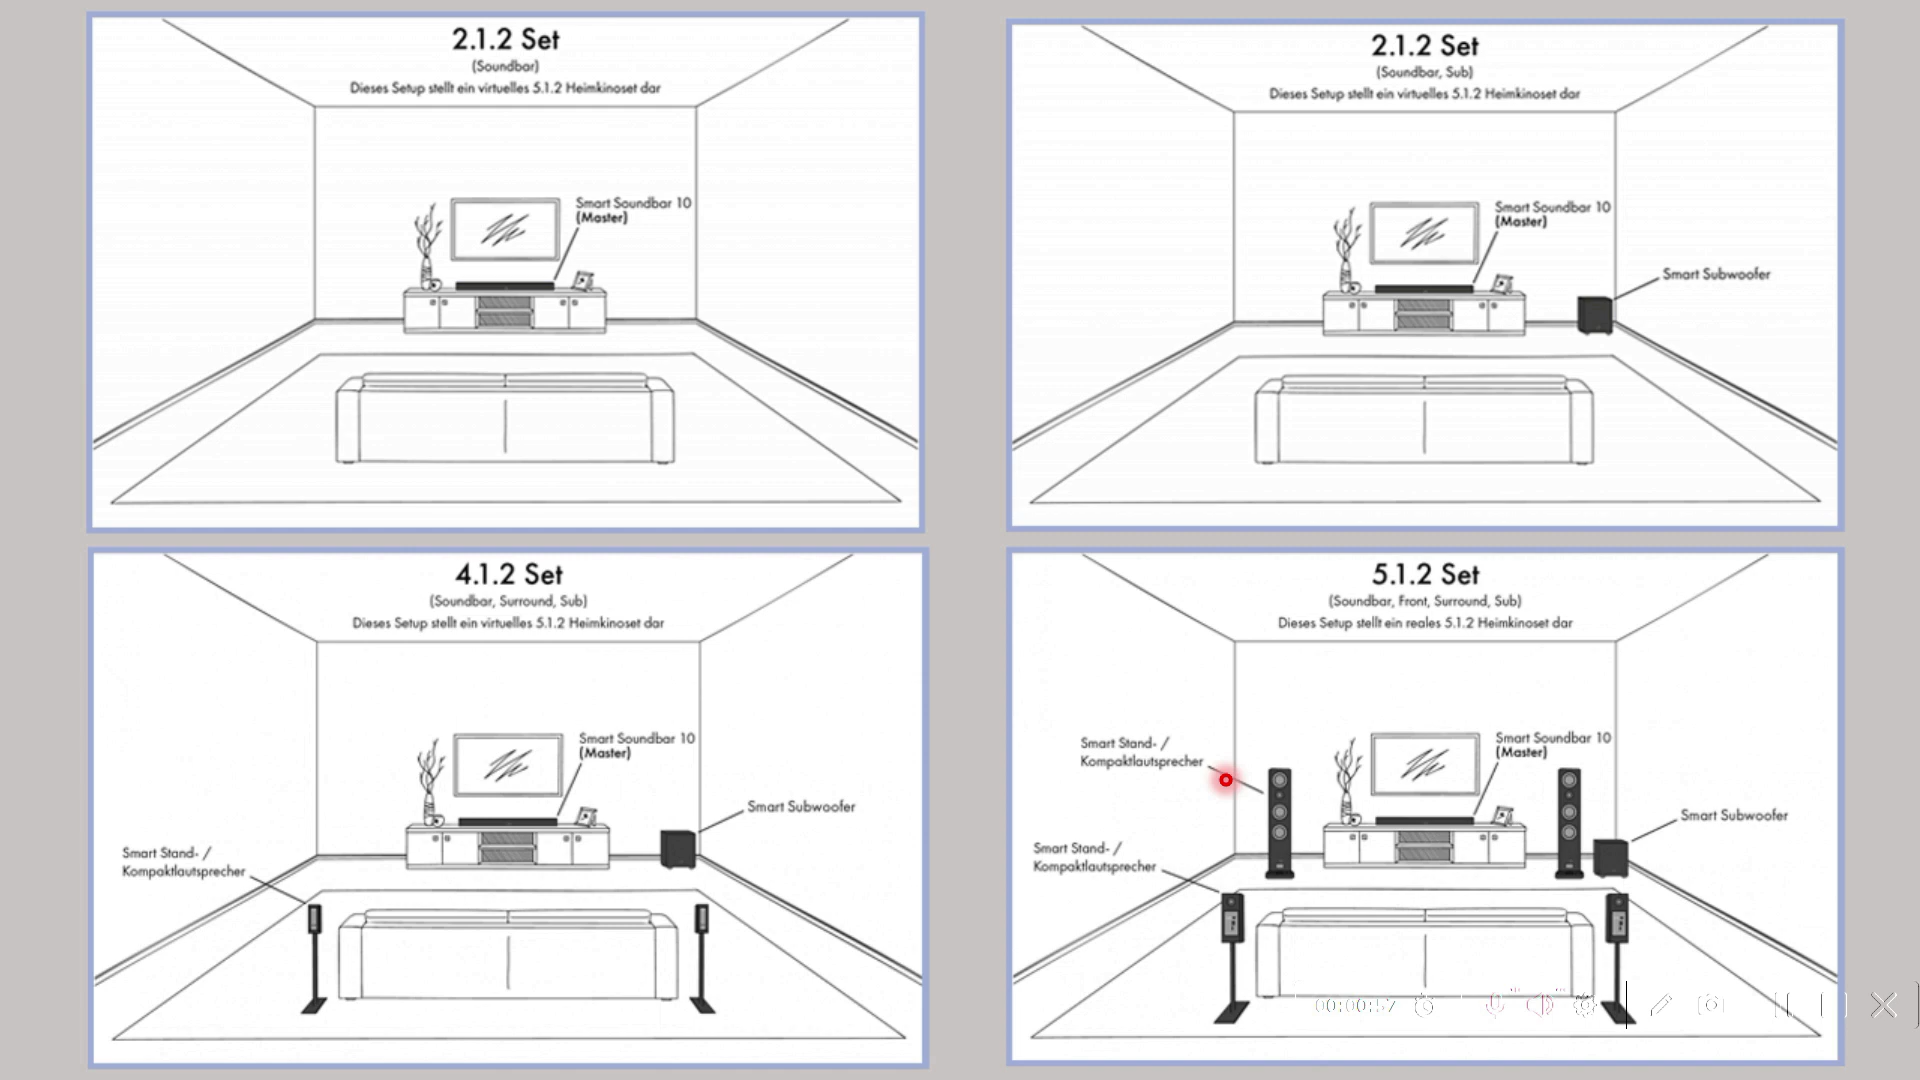 2.1.2 Set
(Soundbar)
Dieses Setup stellt ein virtuelles 5.1.2 Heimkinoset dar
Smart Soundbar 10
(Master)
2.1.2 Set
(Soundbar, Sub)
Dieses Setup stellt ein virtuelles 5.1.2 Heimkinoset dar
Smart Soundbar 10
(Master)
Smart Subwoofer
4.1.2 Set
(Soundbar, Surround, Sub)
Dieses Setup stellt ein virtuelles 5.1.2 Heimkinoset dar
Smart Soundbar 10
(Master)
Smart Subwoofer
Smart Stand- /
Kompaktlautsprecher
5.1.2 Set
(Soundbar, Front, Surround, Sub)
Dieses Setup stellt ein reales 5.1.2 Heimkinoset dar
Smart Stand- /
Kompaktlautsprecher
Smart Soundbar 10
(Master)
Smart Subwoofer
Smart Stand- /
Kompaktlautsprecher
00:00:57